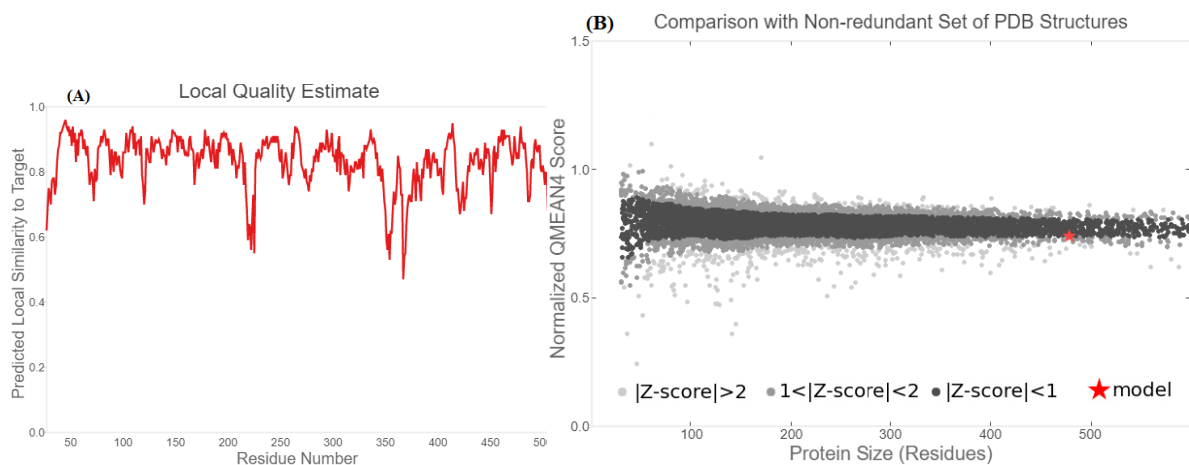 (A)
Local Quality Estimate
Predicted Local Similarity to Target
1.0
0.8
0.6
0.4
0.2
0.0
50 100 150 200 250 300 350 400 450 500
Residue Number
(B)
Comparison with Non-redundant Set of PDB Structures
Normalized QMEAN4 Score
1.5
1.0
0.5
0.0
|Z-score|>2 1<|Z-score|<2 |Z-score|<1 model
100 200 300 400 500
Protein Size (Residues)